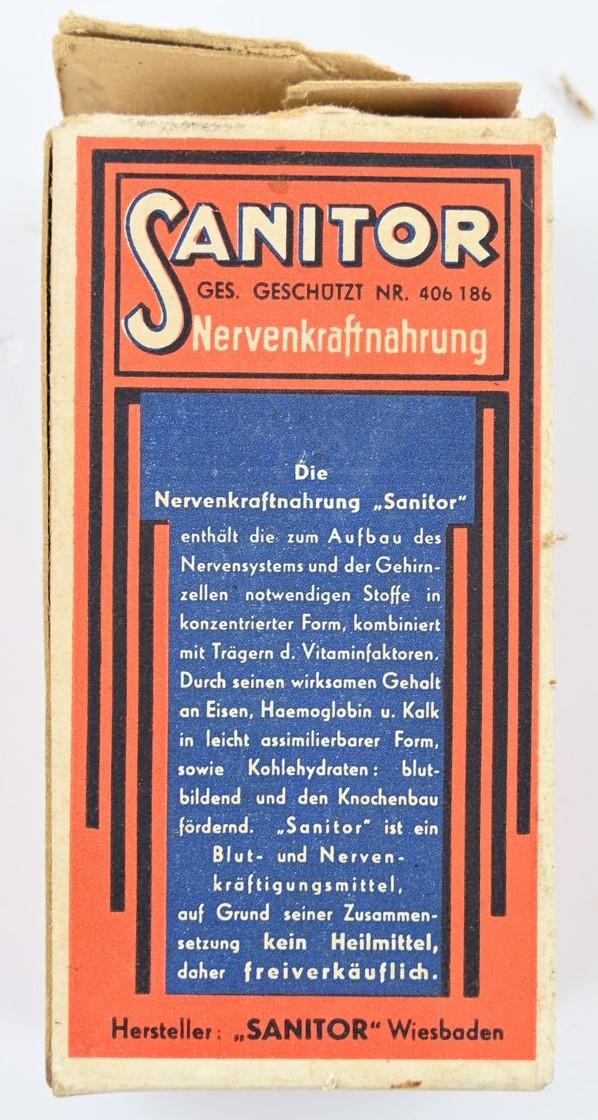 SANITOR
GES. GESCHÜTZT NR. 406 186
Nervenkraftnahrung
Die
Nervenkraftnahrung „Sanitor“
enthält die zum Aufbau des
Nervensystems und der Gehirn-
zellen notwendigen Stoffe in
konzentrierter Form, kombiniert
mit Trägern d. Vitaminfaktoren.
Durch seinen wirksamen Gehalt
an Eisen, Haemoglobin u. Kalk
in leicht assimilierbarer Form,
sowie Kohlehydraten: blut-
bildend und den Knochenbau
fördernd. „Sanitor“ ist ein
Blut- und Nerven-
kräftigungsmittel,
auf Grund seiner Zusammen-
setzung kein Heilmittel,
daher freiverkäuflich.
Hersteller: „SANITOR“ Wiesbaden